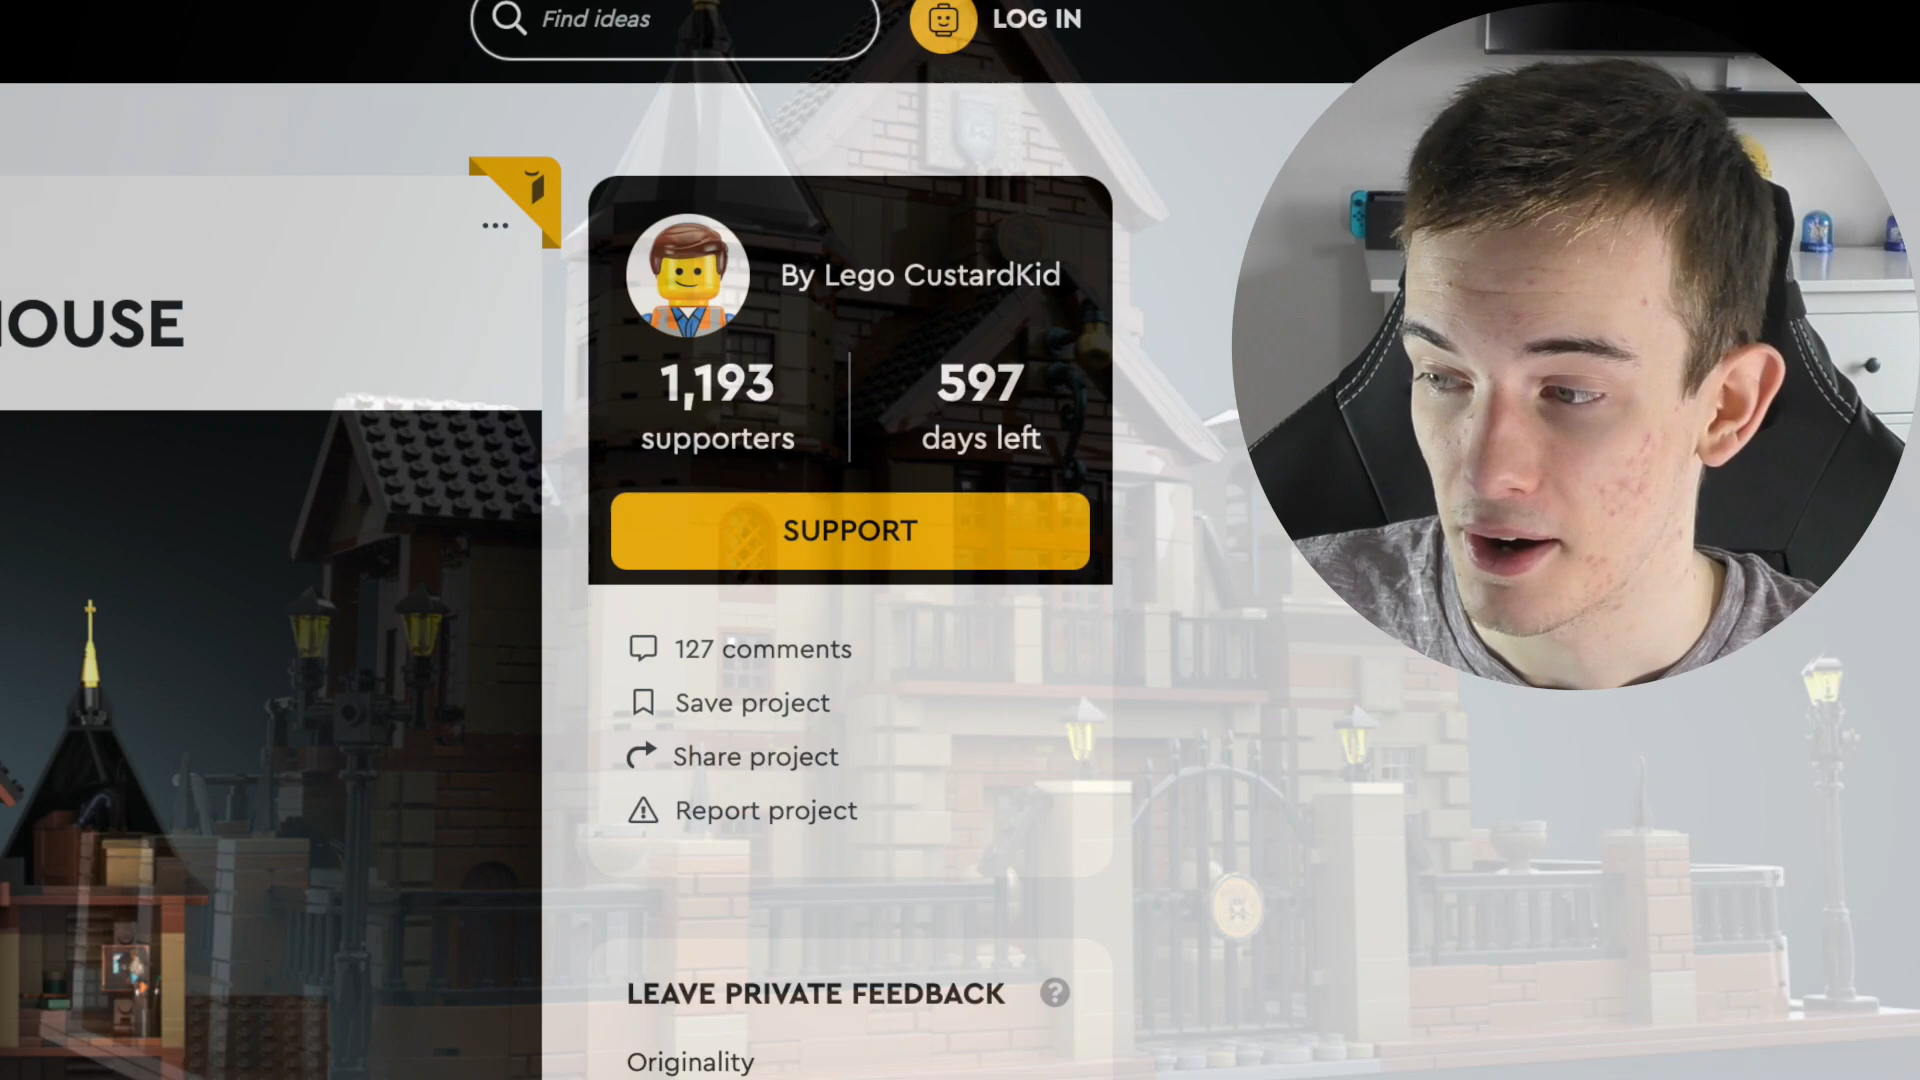 Find ideas
LOG IN
HOUSE
By Lego CustardKid
1,193
supporters
597
days left
SUPPORT
127 comments
Save project
Share project
Report project
LEAVE PRIVATE FEEDBACK
?
Originality